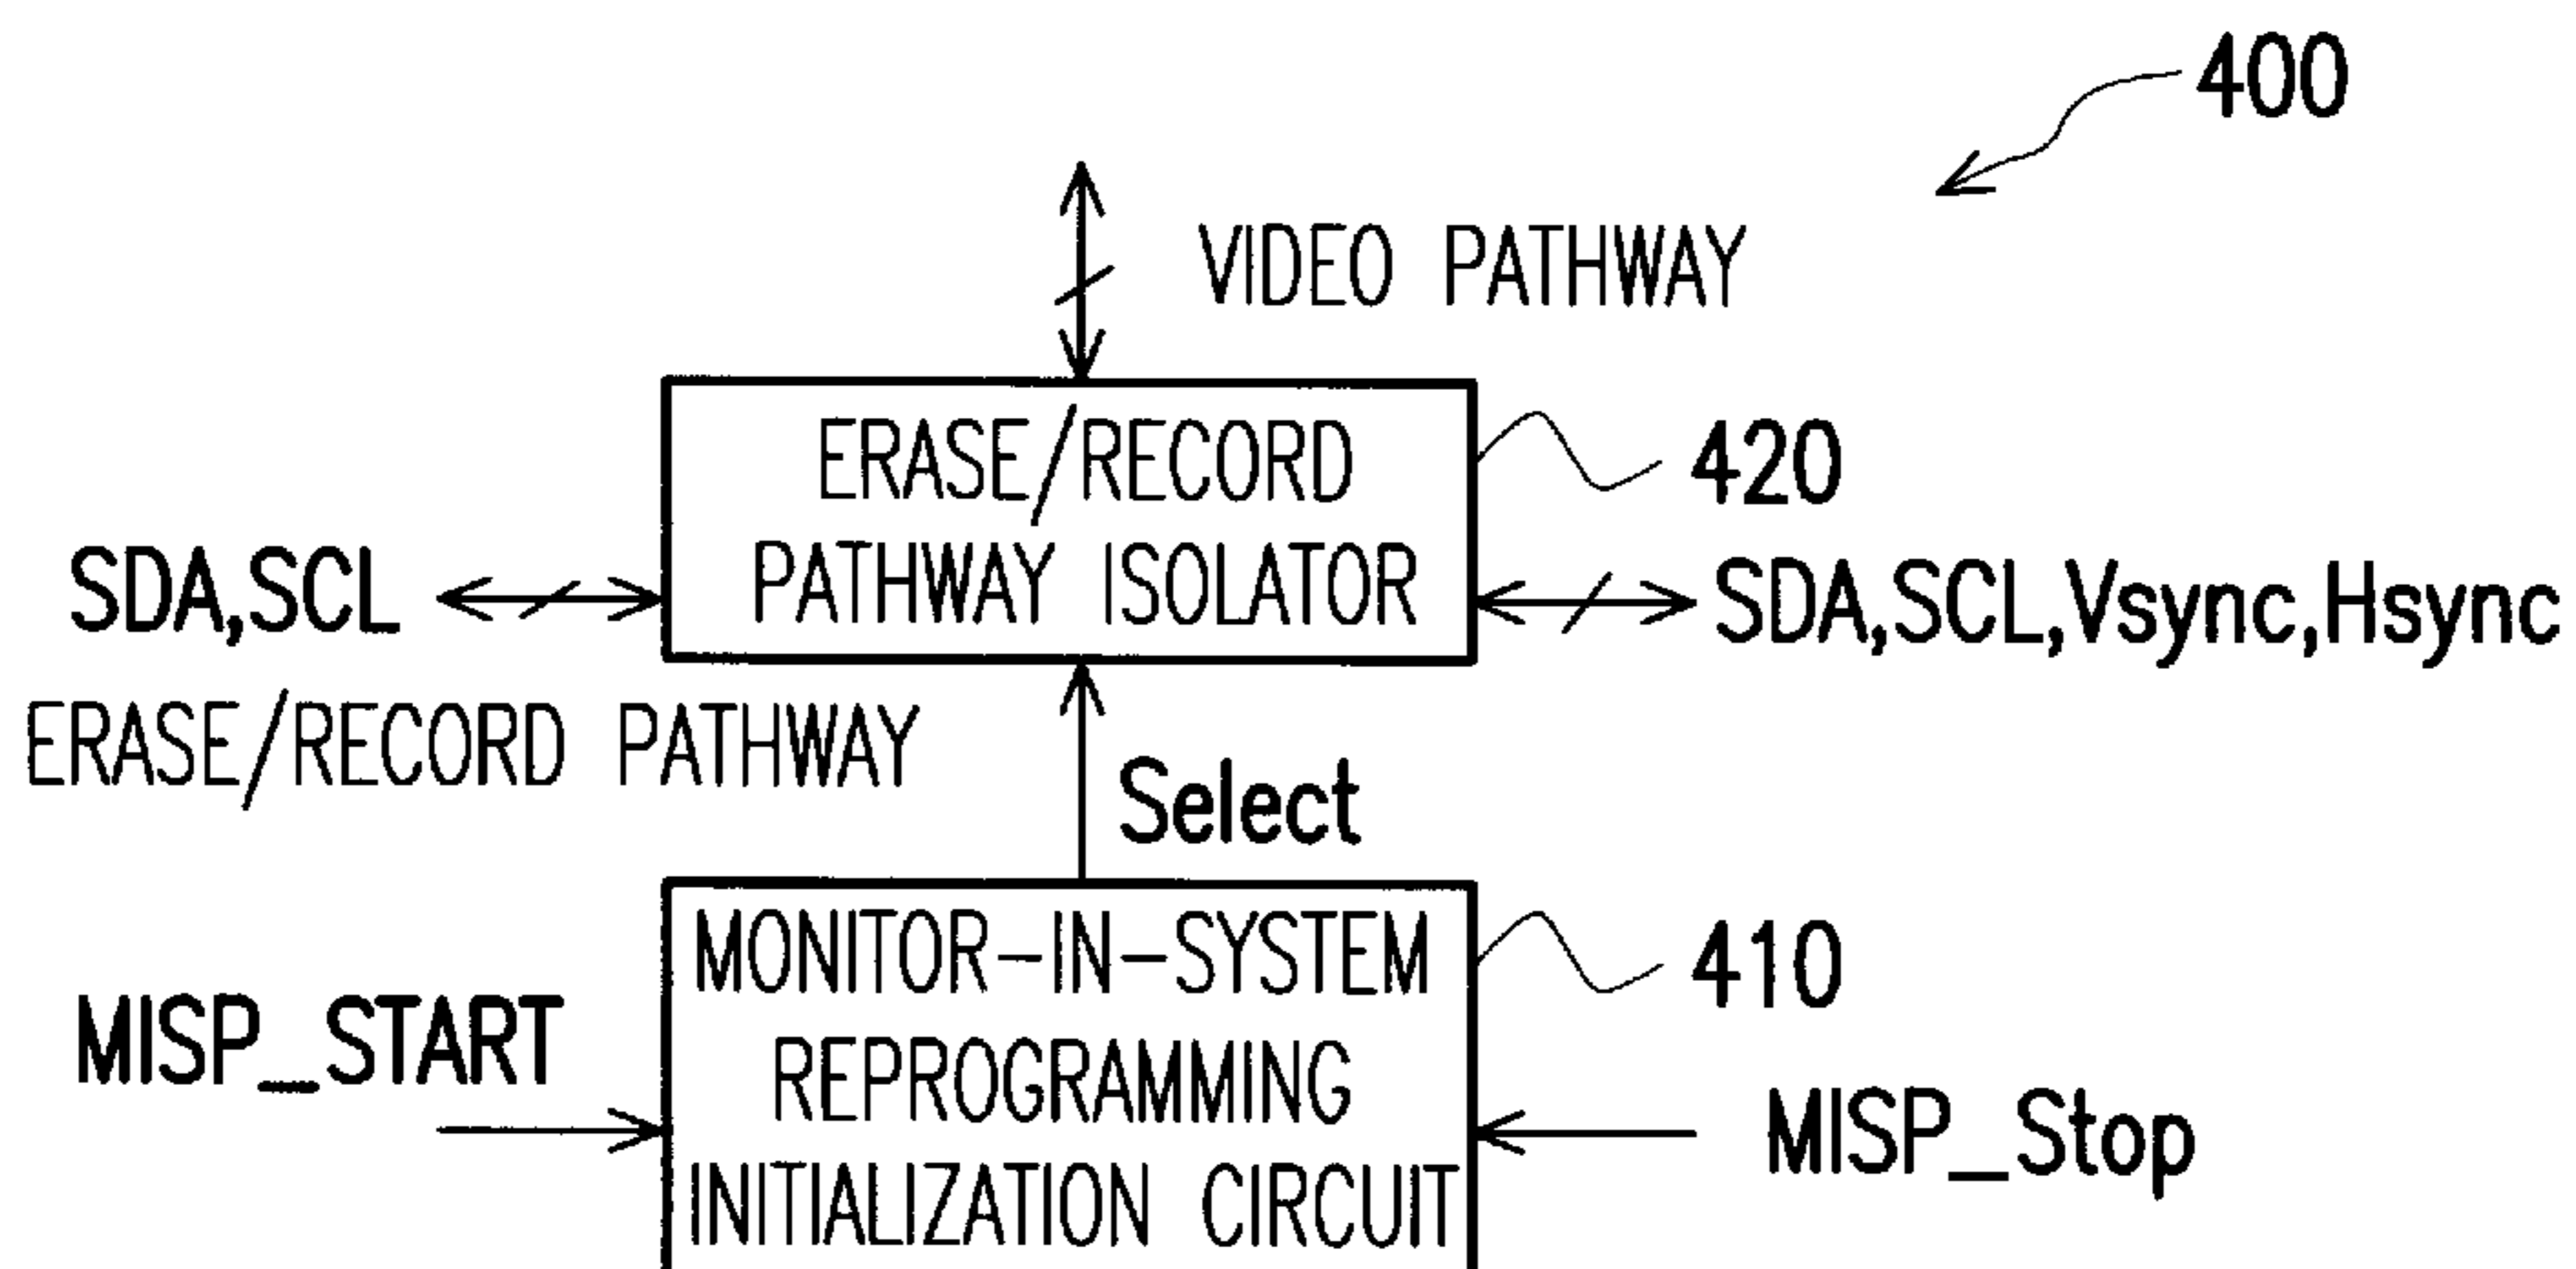 400
VIDEO PATHWAY
ERASE/RECORD
PATHWAY ISOLATOR
420
SDA,SCL
SDA,SCL,Vsync,Hsync
ERASE/RECORD PATHWAY
Select
MONITOR-IN-SYSTEM
REPROGRAMMING
INITIALIZATION CIRCUIT
410
MISP_START
MISP_Stop